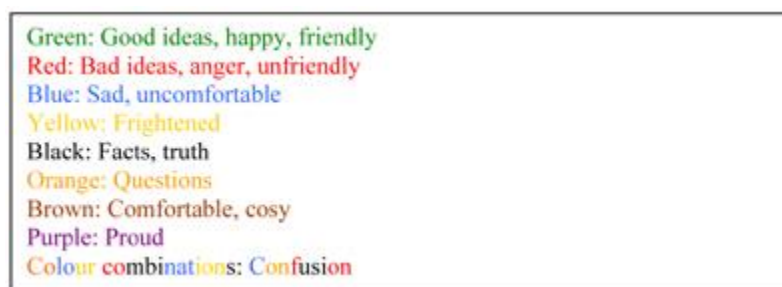 Green: Good ideas, happy, friendly
Red: Bad ideas, anger, unfriendly
Blue: Sad, uncomfortable
Yellow: Frightened
Black: Facts, truth
Orange: Questions
Brown: Comfortable, cosy
Purple: Proud
Colour combinations: Confusion